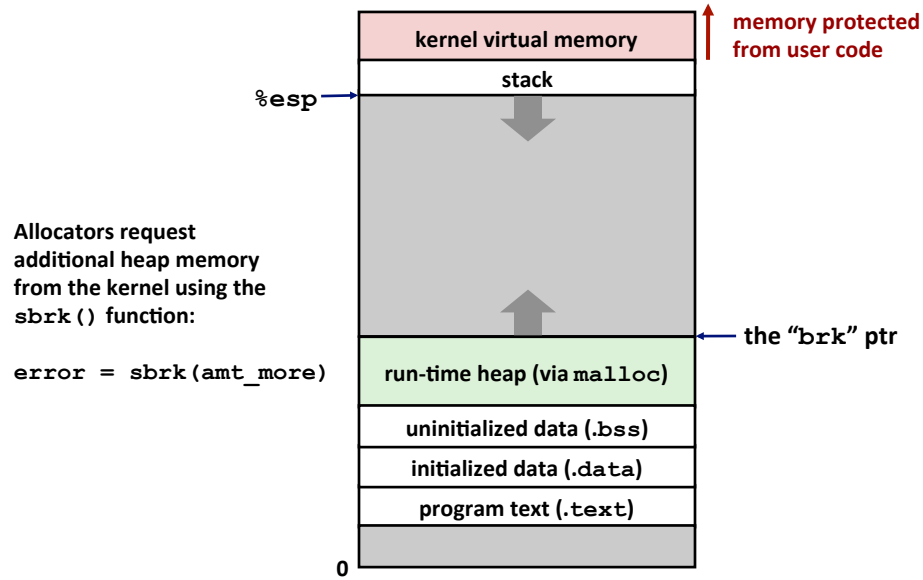 kernel virtual memory
memory protected
from user code
stack
%esp
Allocators request
additional heap memory
from the kernel using the
sbrk() function:
error = sbrk(amt_more)
the “brk” ptr
run-time heap (via malloc)
uninitialized data (.bss)
initialized data (.data)
program text (.text)
0